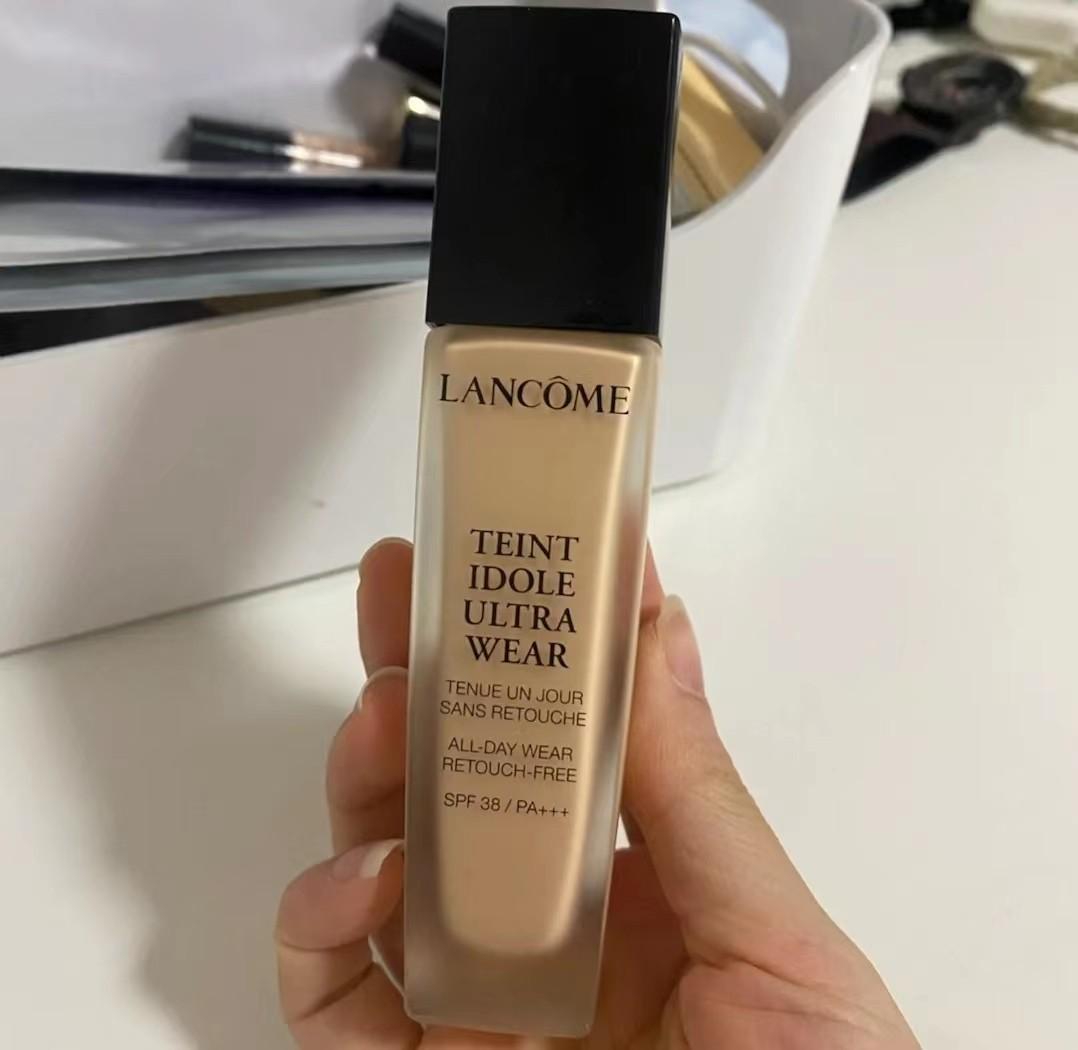 LANCÔME
TEINT
IDOLE
ULTRA
WEAR
TENUE UN JOUR
SANS RETOUCHE
ALL-DAY WEAR
RETOUCH-FREE
SPF 38 / PA+++